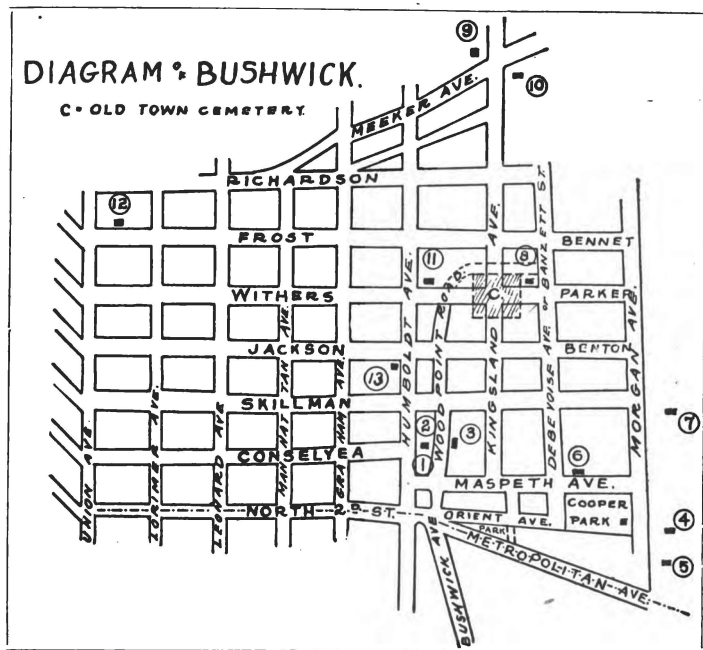 DIAGRAM OF BUSHWICK.
C = OLD TOWN CEMETERY.
9
10
MEEKER AVE.
RICHARDSON
12
FROST
BENNET
11
8
WITHERS
C
PARKER
JACKSON
BENTON
13
SKILLMAN
7
2
3
CONSELYEA
1
6
MASPETH AVE.
COOPER
PARK
NORTH 2D. ST.
ORIENT AVE.
PARK
4
METROPOLITAN AVE.
5
UNION AVE.
LORIMER AVE.
LEONARD AVE
MANHATTAN AVE.
GRAHAM AVE.
HUMBOLDT AVE.
WOODPOINT ROAD
KINGSLAND AVE.
DEBEVOISE AVE. OR BANZETT ST.
MORGAN AVE.
BUSHWICK AVE